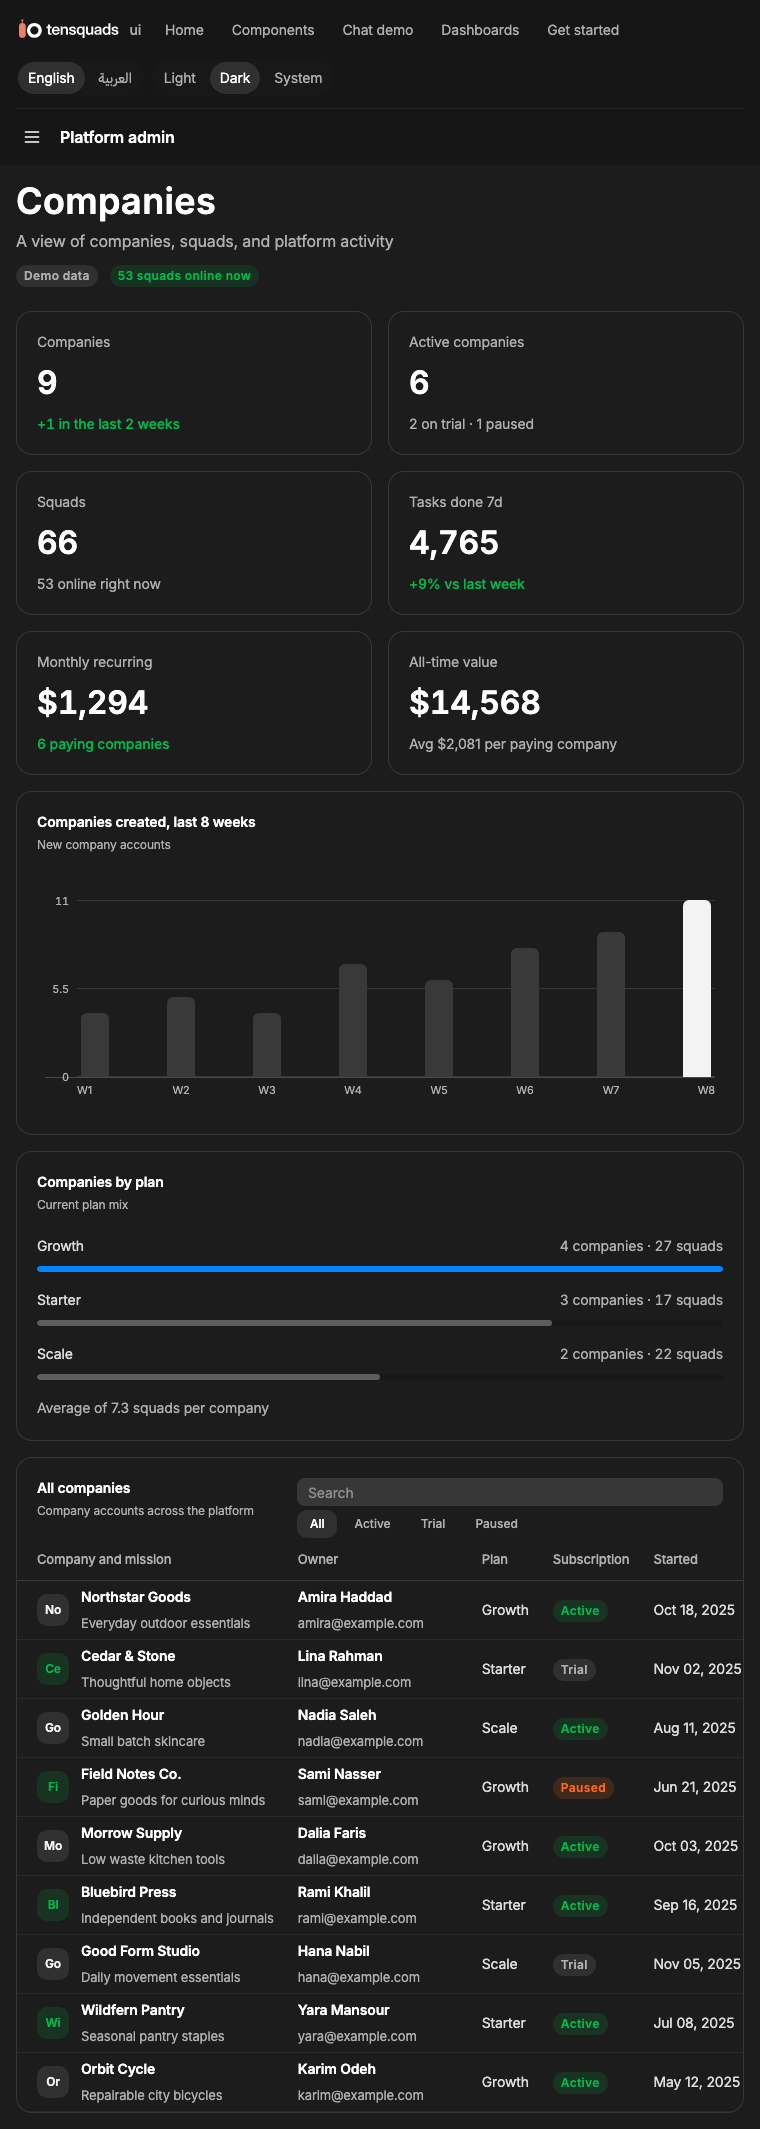 tensquads ui Home Components Chat demo Dashboards Get started
English العربية Light Dark System
Platform admin
Companies
A view of companies, squads, and platform activity
Demo data 53 squads online now
Companies
9
+1 in the last 2 weeks
Active companies
6
2 on trial · 1 paused
Squads
66
53 online right now
Tasks done 7d
4,765
+9% vs last week
Monthly recurring
$1,294
6 paying companies
All-time value
$14,568
Avg $2,081 per paying company
Companies created, last 8 weeks
New company accounts
11
5.5
0
W1 W2 W3 W4 W5 W6 W7 W8
Companies by plan
Current plan mix
Growth 4 companies · 27 squads
Starter 3 companies · 17 squads
Scale 2 companies · 22 squads
Average of 7.3 squads per company
All companies
Company accounts across the platform
Search
All Active Trial Paused
Company and mission Owner Plan Subscription Started
No Northstar Goods Amira Haddad Growth Active Oct 18, 2025
Everyday outdoor essentials amira@example.com
Ce Cedar & Stone Lina Rahman Starter Trial Nov 02, 2025
Thoughtful home objects lina@example.com
Go Golden Hour Nadia Saleh Scale Active Aug 11, 2025
Small batch skincare nadia@example.com
Fi Field Notes Co. Sami Nasser Growth Paused Jun 21, 2025
Paper goods for curious minds sami@example.com
Mo Morrow Supply Dalia Faris Growth Active Oct 03, 2025
Low waste kitchen tools dalia@example.com
Bl Bluebird Press Rami Khalil Starter Active Sep 16, 2025
Independent books and journals rami@example.com
Go Good Form Studio Hana Nabil Scale Trial Nov 05, 2025
Daily movement essentials hana@example.com
Wi Wildfern Pantry Yara Mansour Starter Active Jul 08, 2025
Seasonal pantry staples yara@example.com
Or Orbit Cycle Karim Odeh Growth Active May 12, 2025
Repairable city bicycles karim@example.com